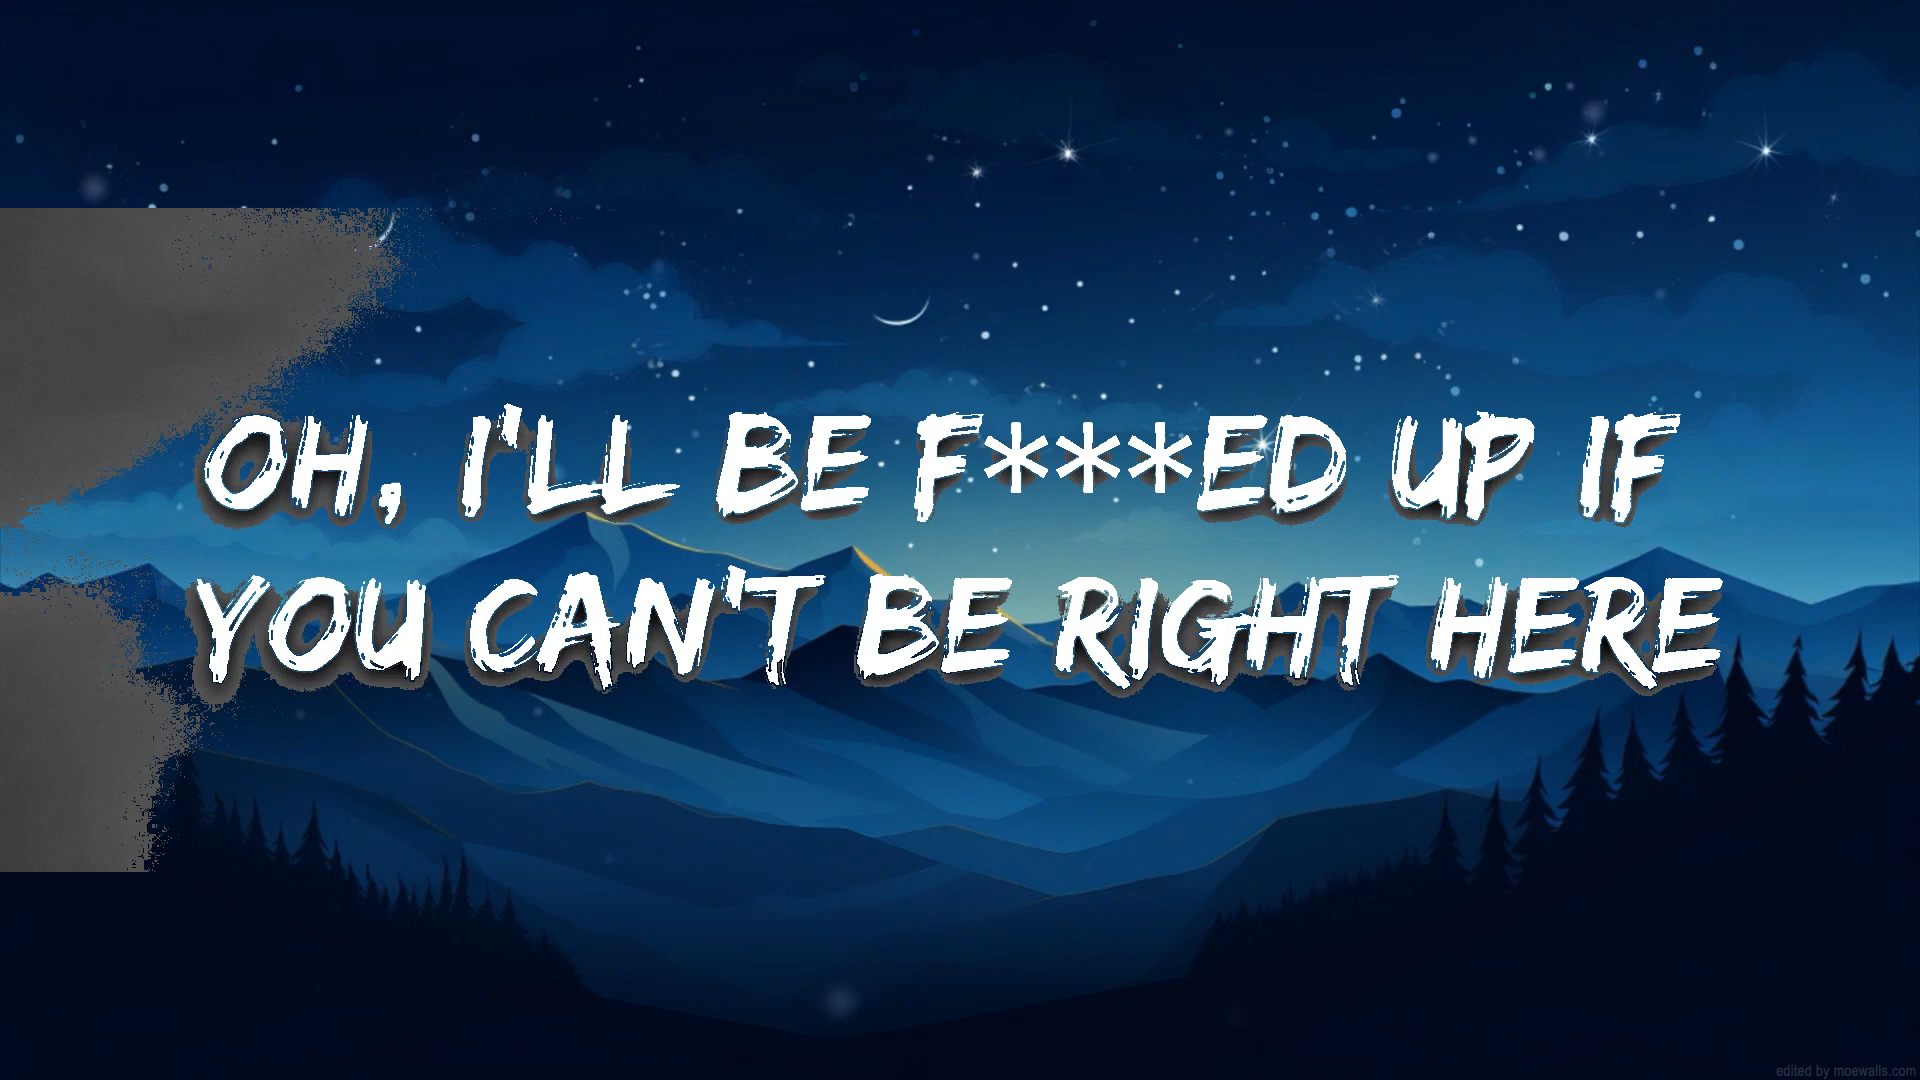 OH, I'LL BE F***ED UP IF
YOU CAN'T BE RIGHT HERE
edited by moewalls.com